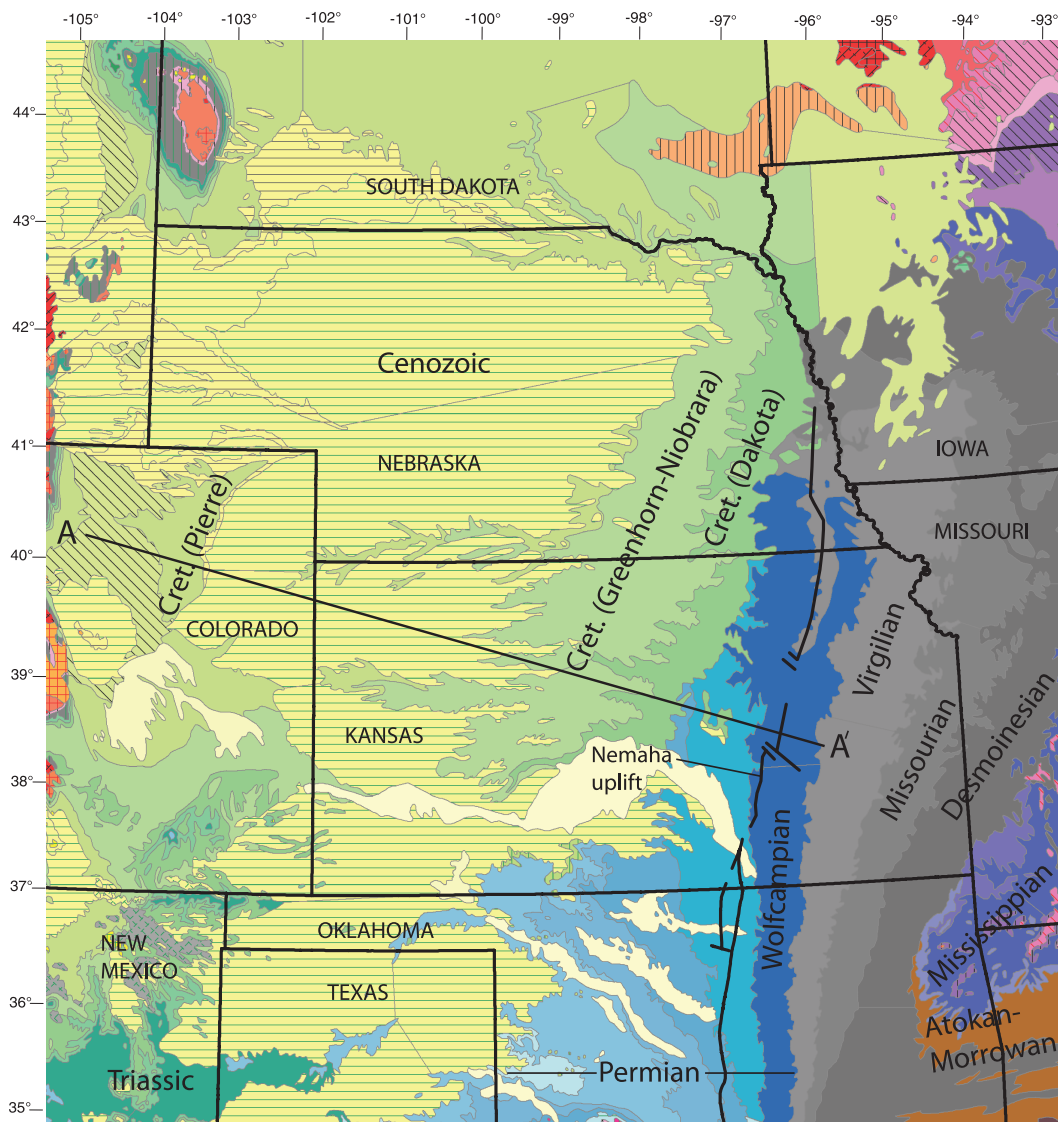 -105 -104 -103 -102 -101 -100 -99 -98 -97 -96 -95 -94 -93
44°
SOUTH DAKOTA
43°
42°
Cenozoic
41°
NEBRASKA
IOWA
Cret. (Pierre)
Cret. (Greenhorn-Niobrara)
Cret. (Dakota)
A
MISSOURI
40°
COLORADO
39°
Virgilian
KANSAS
A′
Nemaha
uplift
38°
Missourian
Desmoinesian
37°
Wolfcampian
OKLAHOMA
NEW
MEXICO
Mississippian
TEXAS
36°
Atokan-
Morrowan
Triassic
Permian
35°